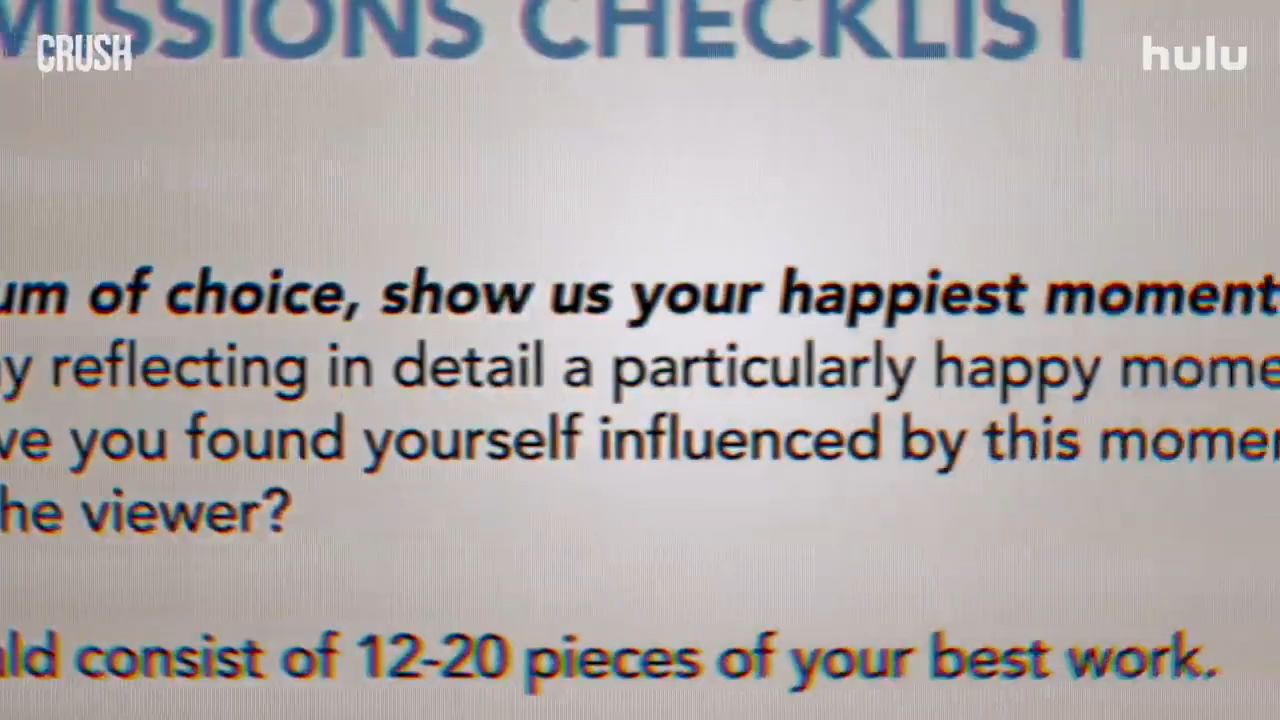 MISSIONS CHECKLIST
CRUSH
hulu
um of choice, show us your happiest moment
y reflecting in detail a particularly happy mome
ve you found yourself influenced by this momen
he viewer?
ld consist of 12-20 pieces of your best work.